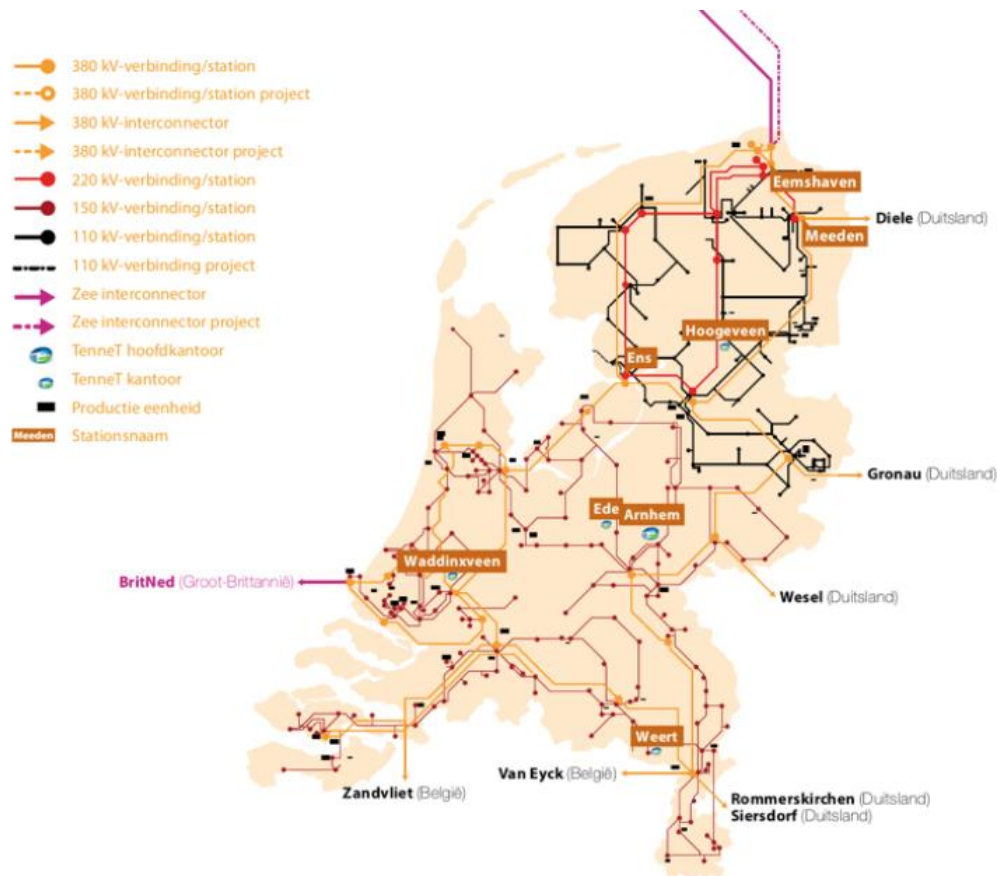 380 kV-verbinding/station
380 kV-verbinding/station project
380 kV-interconnector
380 kV-interconnector project
220 kV-verbinding/station
150 kV-verbinding/station
110 kV-verbinding/station
110 kV-verbinding project
Zee interconnector
Zee interconnector project
TenneT hoofdkantoor
TenneT kantoor
Productie eenheid
Meeden Stationsnaam
Eemshaven
Diele (Duitsland)
Meeden
Hoogeveen
Ens
Gronau (Duitsland)
Ede
Arnhem
Waddinxveen
BritNed (Groot-Brittannië)
Wesel (Duitsland)
Weert
Van Eyck (België)
Zandvliet (België)
Rommerskirchen (Duitsland)
Siersdorf (Duitsland)